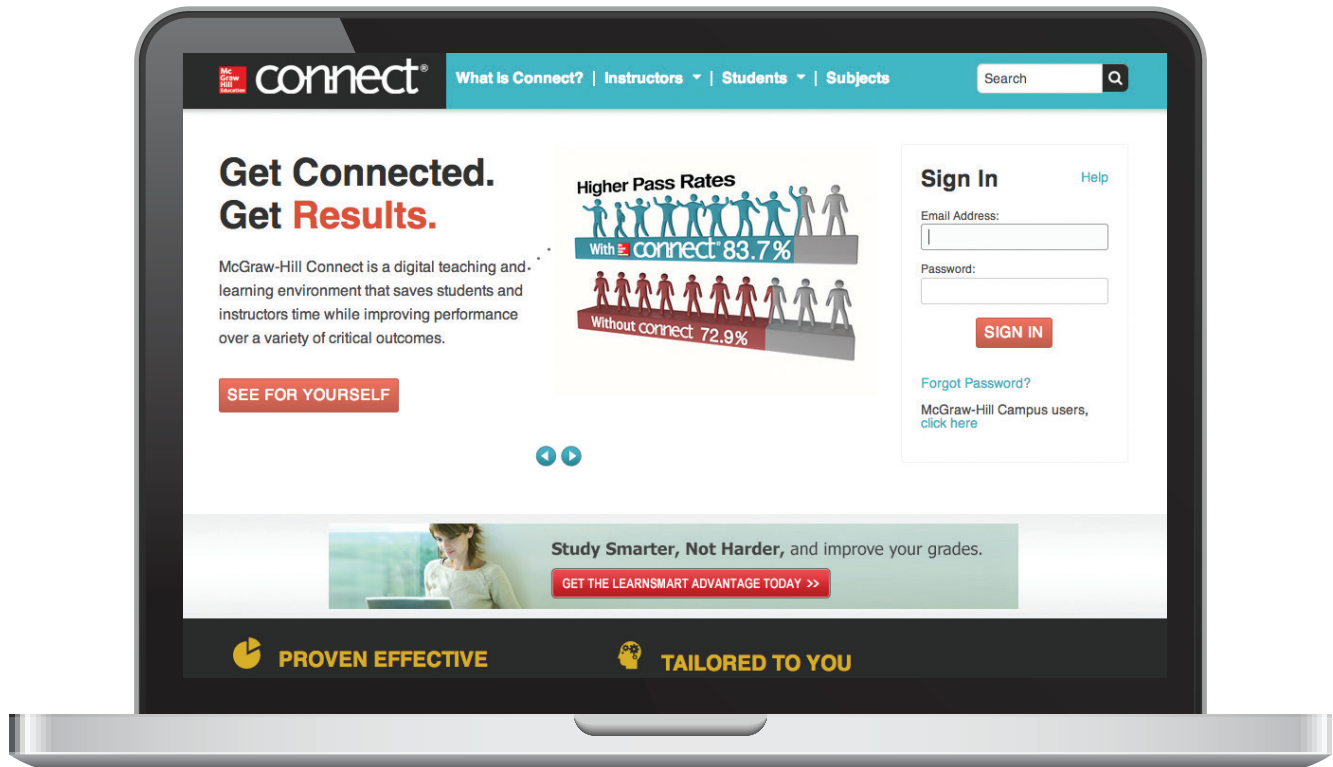 Mc
Graw
Hill
Education
connect®
What is Connect? | Instructors | Students | Subjects
Search
Get Connected.
Get Results.
McGraw-Hill Connect is a digital teaching and
learning environment that saves students and
instructors time while improving performance
over a variety of critical outcomes.
SEE FOR YOURSELF
Higher Pass Rates
With connect® 83.7%
Without connect 72.9%
Sign In
Help
Email Address:
Password:
SIGN IN
Forgot Password?
McGraw-Hill Campus users,
click here
Study Smarter, Not Harder, and improve your grades.
GET THE LEARNSMART ADVANTAGE TODAY >>
PROVEN EFFECTIVE
TAILORED TO YOU